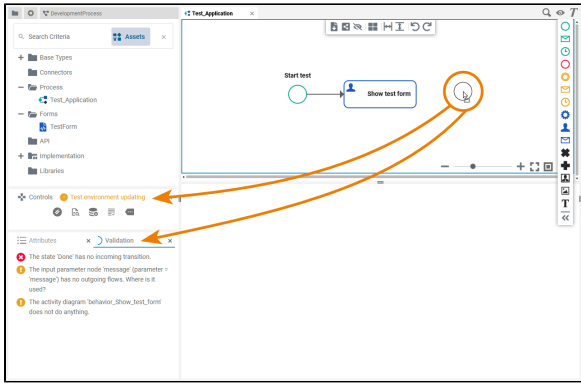 DevelopmentProcess
Test_Application ×
Search Criteria
Assets ×
Base Types
Connectors
Process
Test_Application
Forms
TestForm
API
Implementation
Libraries
Start test
Show test form
T
T
Controls
Test environment updating
Attributes ×
Validation ×
The state 'Done' has no incoming transition.
The input parameter node 'message' (parameter =
'message') has no outgoing flows. Where is it
used?
The activity diagram 'behavior_Show_test_form'
does not do anything.